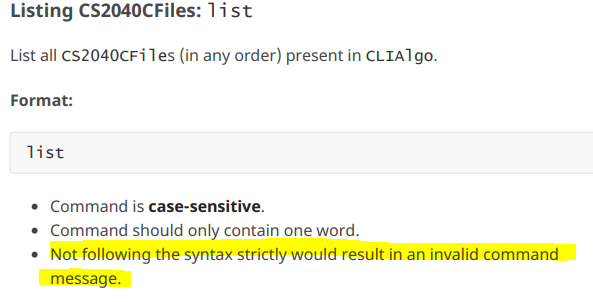 Listing CS2040CFiles: list
List all CS2040CFiles (in any order) present in CLIAlgo.
Format:
list
• Command is case-sensitive.
• Command should only contain one word.
• Not following the syntax strictly would result in an invalid command
message.